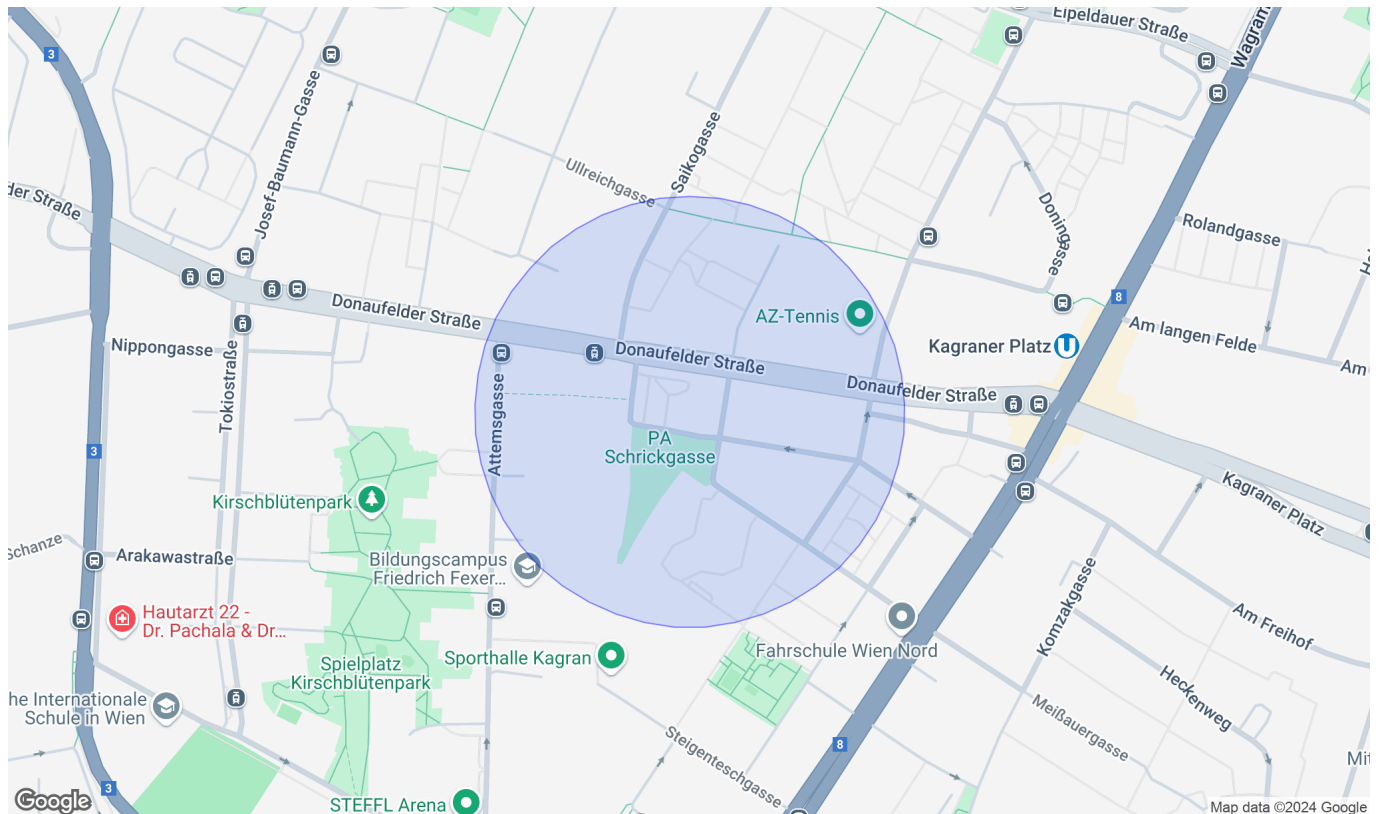 Eipeldauer Straße
Wagram
3
Josef-Baumann-Gasse
Saikogasse
Ullreichgasse
der Straße
Doningasse
Rolandgasse
8
Donaufelder Straße
AZ-Tennis
Am langen Felde
Nippongasse
Donaufelder Straße
Kagraner Platz
Am
Tokiostraße
Donaufelder Straße
Attemsgasse
PA
Schrickgasse
3
Kirschblütenpark
Kagraner Platz
Schanze
Arakawastraße
Bildungscampus
Friedrich Fexer...
Komzakgasse
Hautarzt 22 -
Dr. Pachala & Dr...
Am Freihof
Fahrschule Wien Nord
Sporthalle Kagran
Spielplatz
Kirschblütenpark
Heckenweg
he Internationale
Schule in Wien
Meißauergasse
Steigenteschgasse
8
Mit
3
STEFFL Arena
Google
Map data ©2024 Google